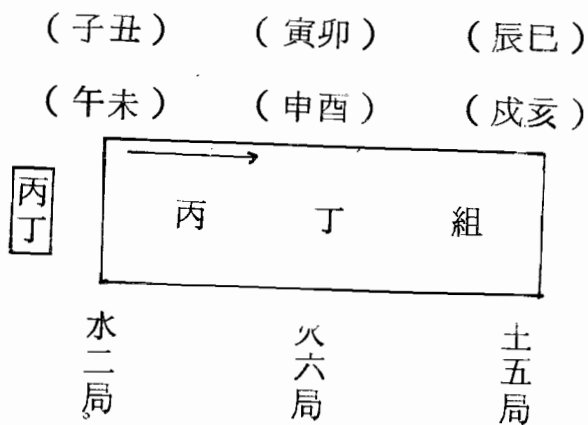 （子丑）　（寅卯）　（辰巳）
（午未）　（申酉）　（戌亥）
丙丁
丙　丁　組
水二局。
火六局
土五局